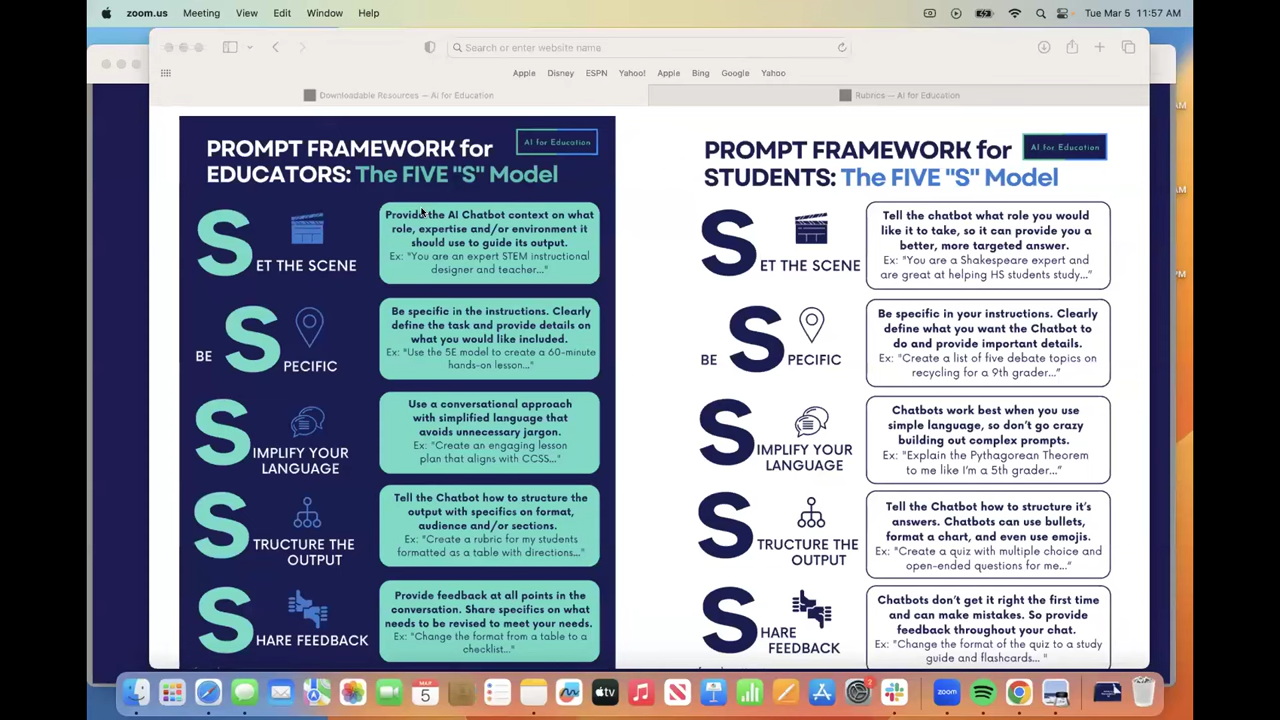 zoom.us Meeting View Edit Window Help
Tue Mar 5 11:57 AM
Search or enter website name
Apple Disney ESPN Yahoo! Apple Bing Google Yahoo
Downloadable Resources — AI for Education
Rubrics — AI for Education
PROMPT FRAMEWORK for
EDUCATORS: The FIVE "S" Model
AI for Education
SET THE SCENE
Provide the AI Chatbot context on what
role, expertise and/or environment it
should use to guide its output.
Ex: "You are an expert STEM instructional
designer and teacher..."
BE SPECIFIC
Be specific in the instructions. Clearly
define the task and provide details on
what you would like included.
Ex: "Use the 5E model to create a 60-minute
hands-on lesson..."
SIMPLIFY YOUR
LANGUAGE
Use a conversational approach
with simplified language that
avoids unnecessary jargon.
Ex: "Create an engaging lesson
plan that aligns with CCSS..."
STRUCTURE THE
OUTPUT
Tell the Chatbot how to structure the
output with specifics on format,
audience and/or sections.
Ex: "Create a rubric for my students
formatted as a table with directions..."
SHARE FEEDBACK
Provide feedback at all points in the
conversation. Share specifics on what
needs to be revised to meet your needs.
Ex: "Change the format from a table to a
checklist..."
PROMPT FRAMEWORK for
STUDENTS: The FIVE "S" Model
AI for Education
SET THE SCENE
Tell the chatbot what role you would
like it to take, so it can provide you a
better, more targeted answer.
Ex: "You are a Shakespeare expert and
are great at helping HS students study..."
BE SPECIFIC
Be specific in your instructions. Clearly
define what you want the Chatbot to
do and provide important details.
Ex: "Create a list of five debate topics on
recycling for a 9th grader..."
SIMPLIFY YOUR
LANGUAGE
Chatbots work best when you use
simple language, so don't go crazy
building out complex prompts.
Ex: "Explain the Pythagorean Theorem
to me like I'm a 5th grader..."
STRUCTURE THE
OUTPUT
Tell the Chatbot how to structure it's
answers. Chatbots can use bullets,
format a chart, and even use emojis.
Ex: "Create a quiz with multiple choice and
open-ended questions for me..."
SHARE
FEEDBACK
Chatbots don't get it right the first time
and can make mistakes. So provide
feedback throughout your chat.
Ex: "Change the format of the quiz to a study
guide and flashcards... "
AM
AM
PM
MAR
5
tv
2
zoom